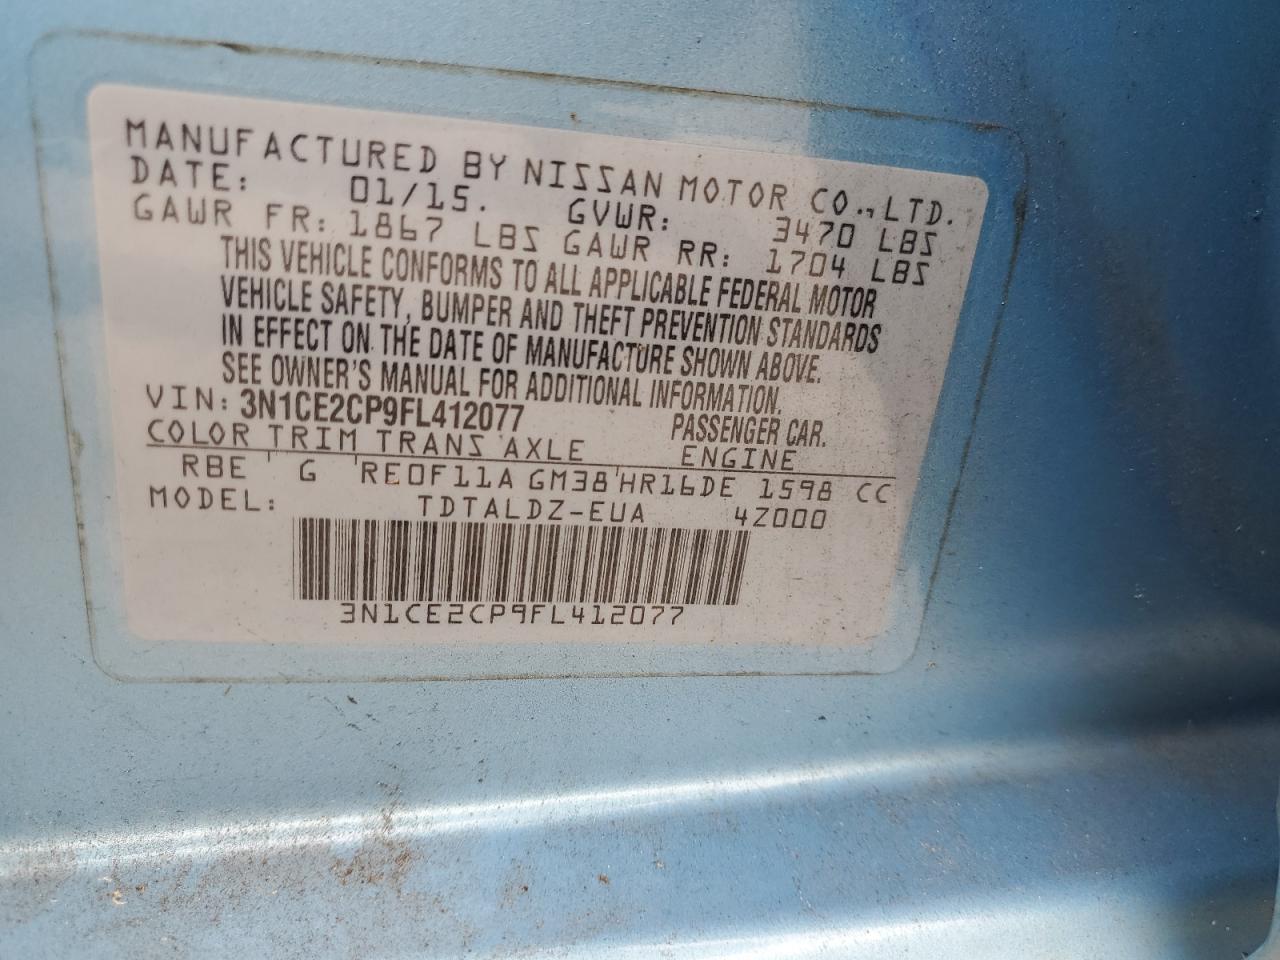 MANUFACTURED BY NISSAN MOTOR CO., LTD.
DATE: 01/15. GVWR: 3470 LBS
GAWR FR: 1867 LBS GAWR RR: 1704 LBS
THIS VEHICLE CONFORMS TO ALL APPLICABLE FEDERAL MOTOR
VEHICLE SAFETY, BUMPER AND THEFT PREVENTION STANDARDS
IN EFFECT ON THE DATE OF MANUFACTURE SHOWN ABOVE.
SEE OWNER'S MANUAL FOR ADDITIONAL INFORMATION.
VIN: 3N1CE2CP9FL412077 PASSENGER CAR.
COLOR TRIM TRANS AXLE ENGINE
RBE G RE0F11A GM38 HR16DE 1598 CC
MODEL: TDTALDZ-EUA 4Z000
3N1CE2CP9FL412077